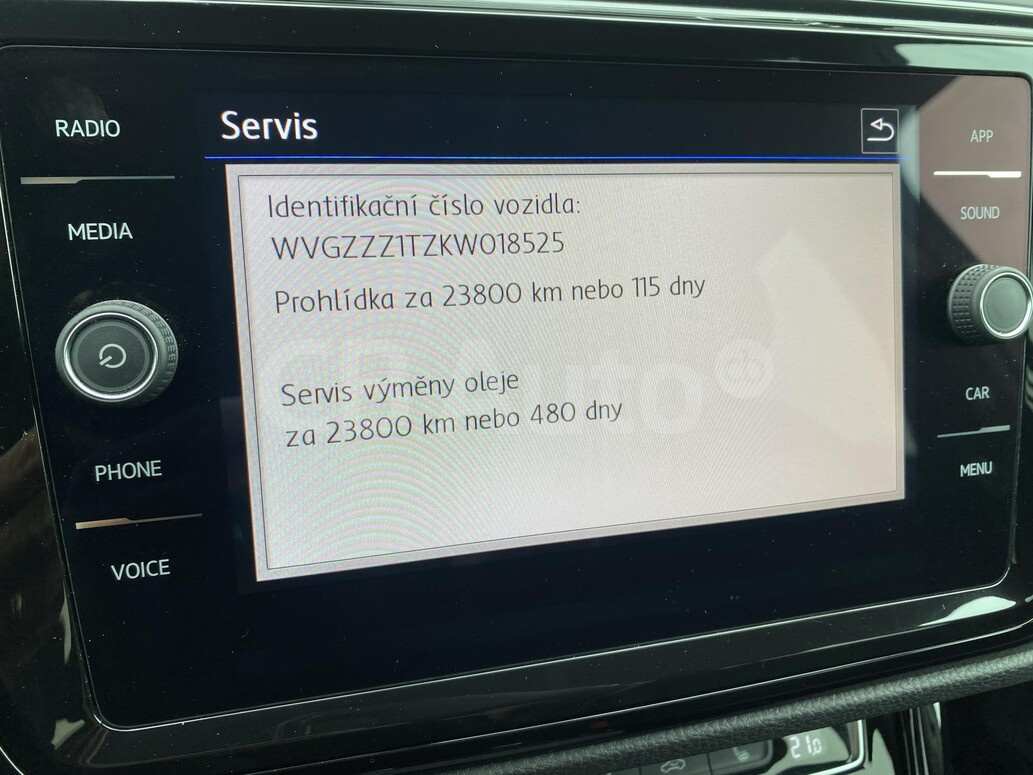 RADIO
MEDIA
PHONE
VOICE
Servis
Identifikační číslo vozidla:
WVGZZZ1TZKW018525
Prohlídka za 23800 km nebo 115 dny
Servis výměny oleje
za 23800 km nebo 480 dny
APP
SOUND
CAR
MENU
21.0